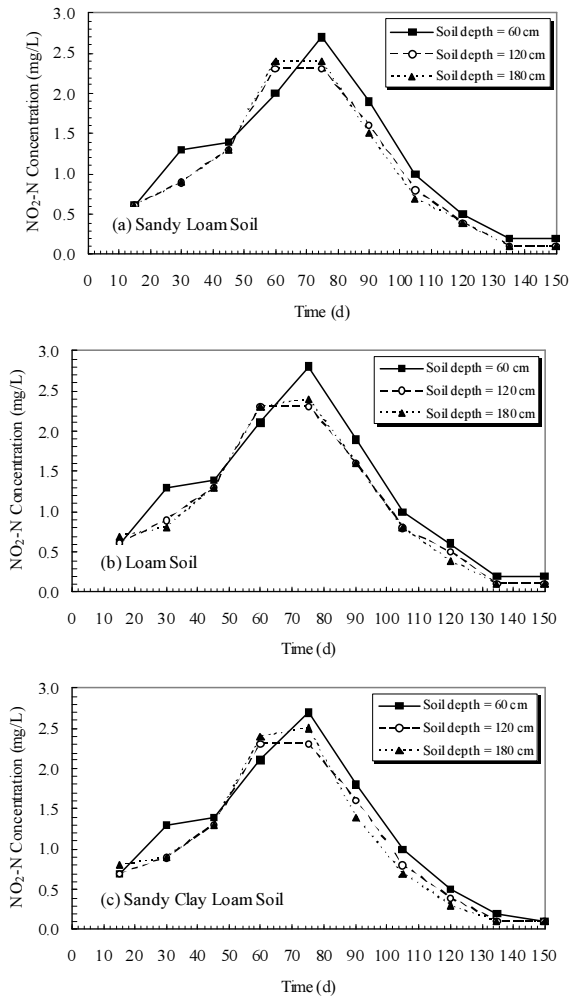 3.0
2.5
2.0
1.5
1.0
0.5
0.0
NO2-N Concentration (mg/L)
Soil depth = 60 cm
Soil depth = 120 cm
Soil depth = 180 cm
(a) Sandy Loam Soil
0 10 20 30 40 50 60 70 80 90 100 110 120 130 140 150
Time (d)
3.0
2.5
2.0
1.5
1.0
0.5
0.0
NO2-N Concentration (mg/L)
Soil depth = 60 cm
Soil depth = 120 cm
Soil depth = 180 cm
(b) Loam Soil
0 10 20 30 40 50 60 70 80 90 100 110 120 130 140 150
Time (d)
3.0
2.5
2.0
1.5
1.0
0.5
0.0
NO2-N Concentration (mg/L)
Soil depth = 60 cm
Soil depth = 120 cm
Soil depth = 180 cm
(c) Sandy Clay Loam Soil
0 10 20 30 40 50 60 70 80 90 100 110 120 130 140 150
Time (d)